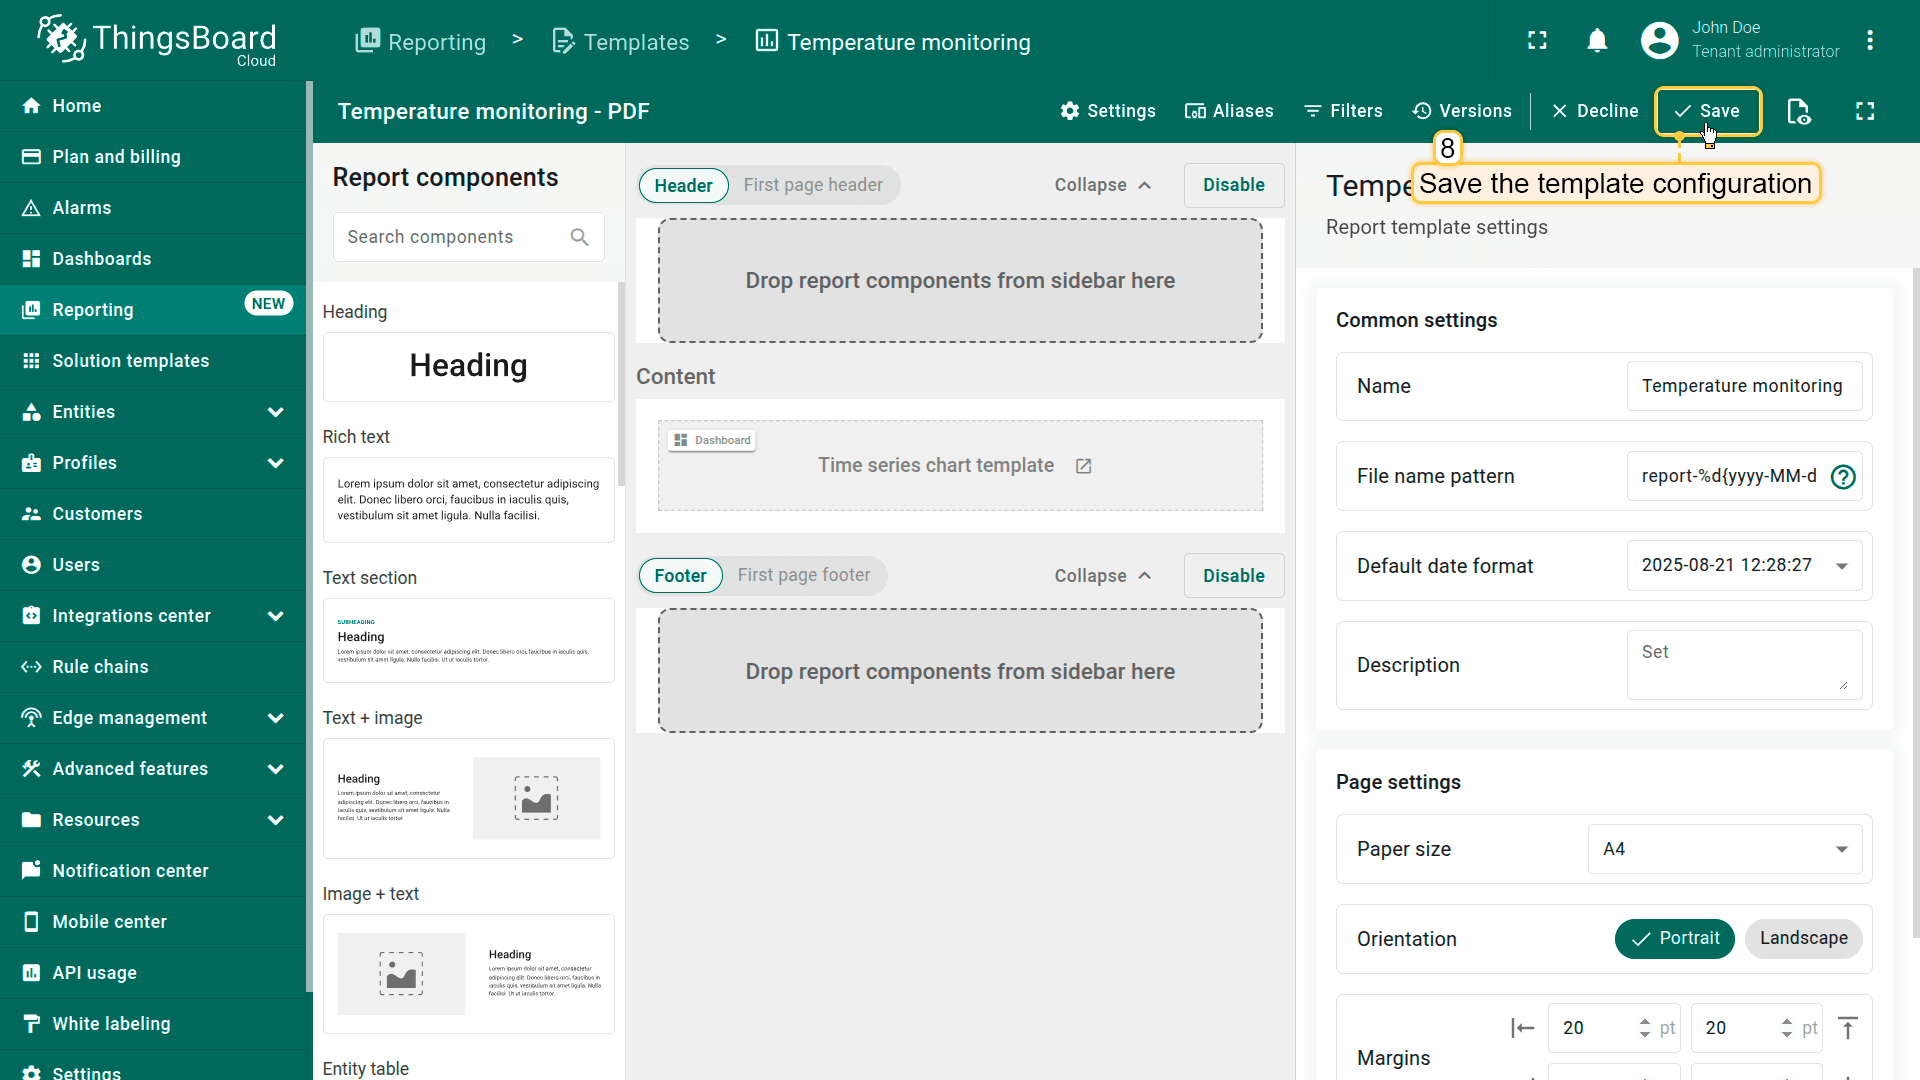 ThingsBoard
Cloud
Reporting > Templates > Temperature monitoring
John Doe
Tenant administrator
Temperature monitoring - PDF
Settings
Aliases
Filters
Versions
Decline
Save
8
Save the template configuration
Home
Plan and billing
Alarms
Dashboards
Reporting
NEW
Solution templates
Entities
Profiles
Customers
Users
Integrations center
Rule chains
Edge management
Advanced features
Resources
Notification center
Mobile center
API usage
White labeling
Settings
Report components
Search components
Heading
Heading
Rich text
Lorem ipsum dolor sit amet, consectetur adipiscing
elit. Donec libero orci, faucibus in iaculis quis,
vestibulum sit amet ligula. Nulla facilisi.
Text section
SUBHEADING
Heading
Lorem ipsum dolor sit amet, consectetur adipiscing elit. Donec libero orci, faucibus in iaculis quis,
vestibulum sit amet ligula. Nulla facilisi. Ut ut iaculis tortor.
Text + image
Heading
Lorem ipsum dolor sit amet, consectetur
adipiscing elit. Donec libero orci, faucibus in
iaculis quis, vestibulum sit amet ligula. Nulla
facilisi. Ut ut iaculis tortor.
Image + text
Heading
Lorem ipsum dolor sit amet, consectetur
adipiscing elit. Donec libero orci, faucibus in
iaculis quis, vestibulum sit amet ligula. Nulla
facilisi. Ut ut iaculis tortor.
Entity table
Header
First page header
Collapse
Disable
Drop report components from sidebar here
Content
Dashboard
Time series chart template
Footer
First page footer
Collapse
Disable
Drop report components from sidebar here
Tempe
Report template settings
Common settings
Name
Temperature monitoring
File name pattern
report-%d{yyyy-MM-d
Default date format
2025-08-21 12:28:27
Description
Set
Page settings
Paper size
A4
Orientation
Portrait
Landscape
Margins
20 pt
20 pt